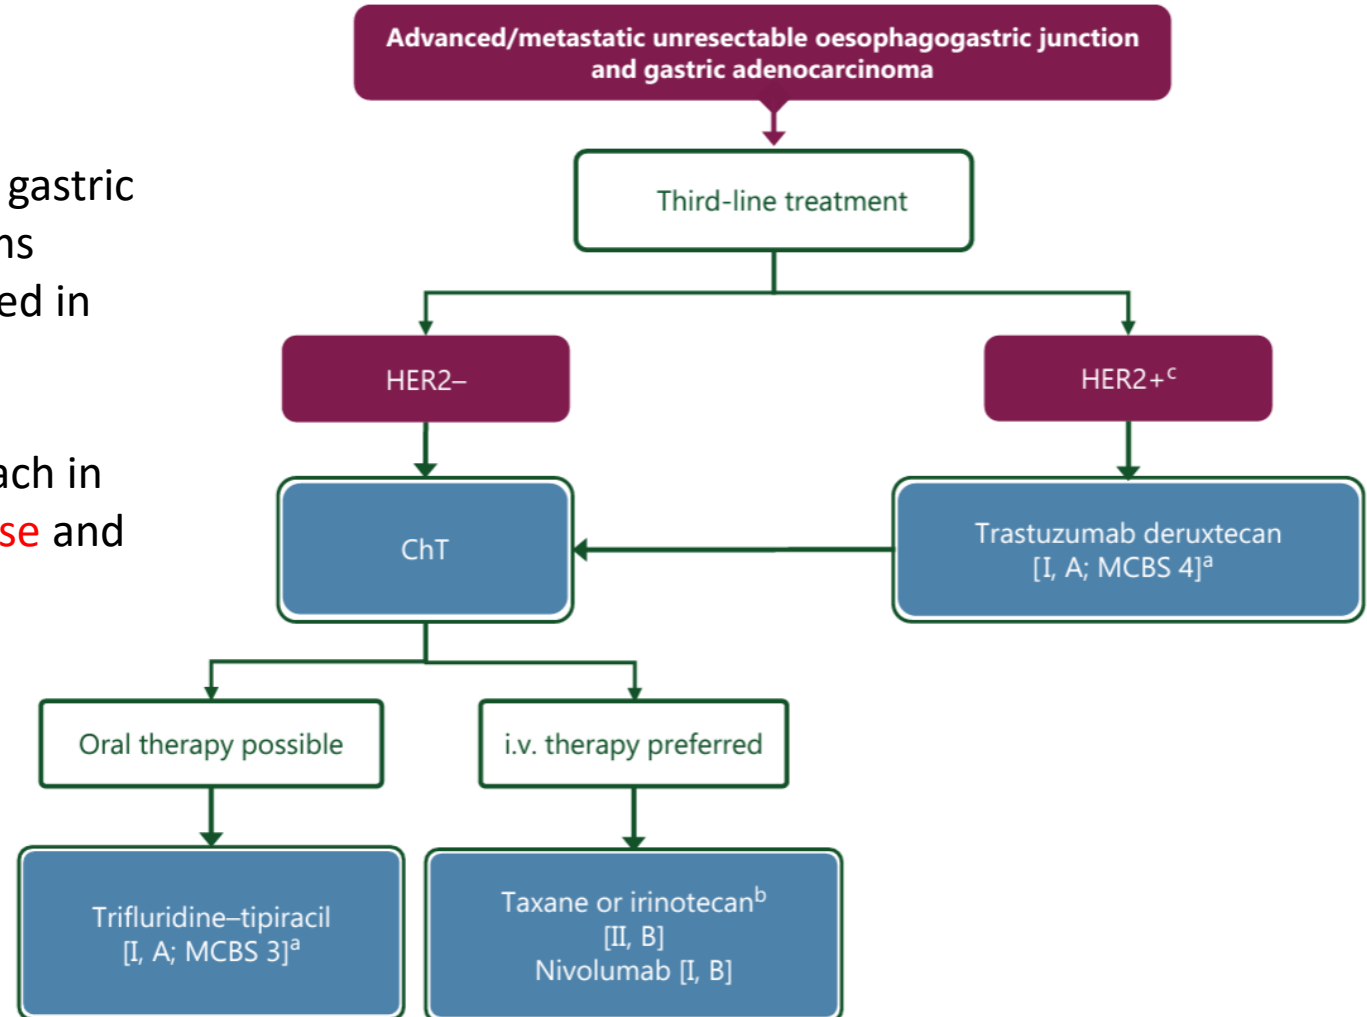 Advanced/metastatic unresectable oesophagogastric junction
and gastric adenocarcinoma
gastric
ns
ed in
ach in
se and
Third-line treatment
HER2–
HER2+ᶜ
ChT
Trastuzumab deruxtecan
[I, A; MCBS 4]ᵃ
Oral therapy possible
i.v. therapy preferred
Trifluridine–tipiracil
[I, A; MCBS 3]ᵃ
Taxane or irinotecanᵇ
[II, B]
Nivolumab [I, B]